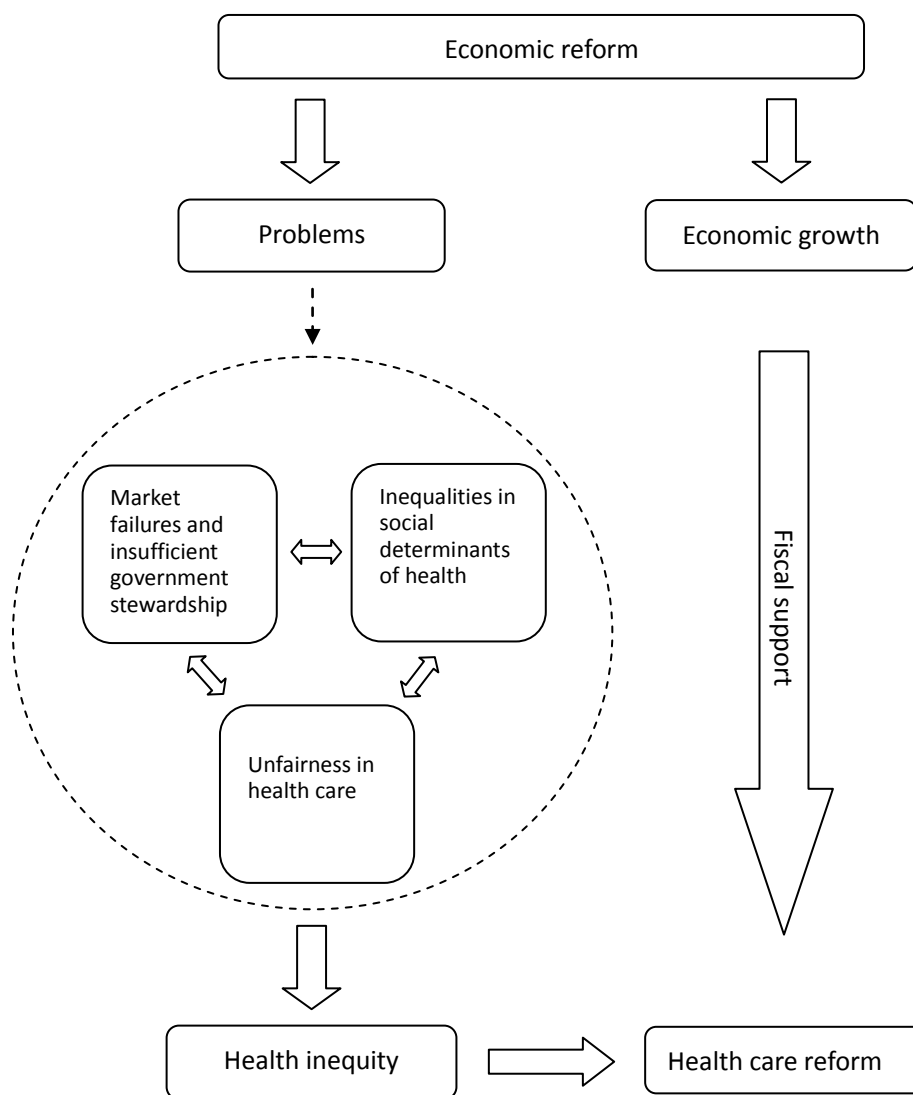 Economic reform
Problems
Economic growth
Market
failures and
insufficient
government
stewardship
Inequalities in
social
determinants
of health
Unfairness in
health care
Fiscal support
Health inequity
Health care reform